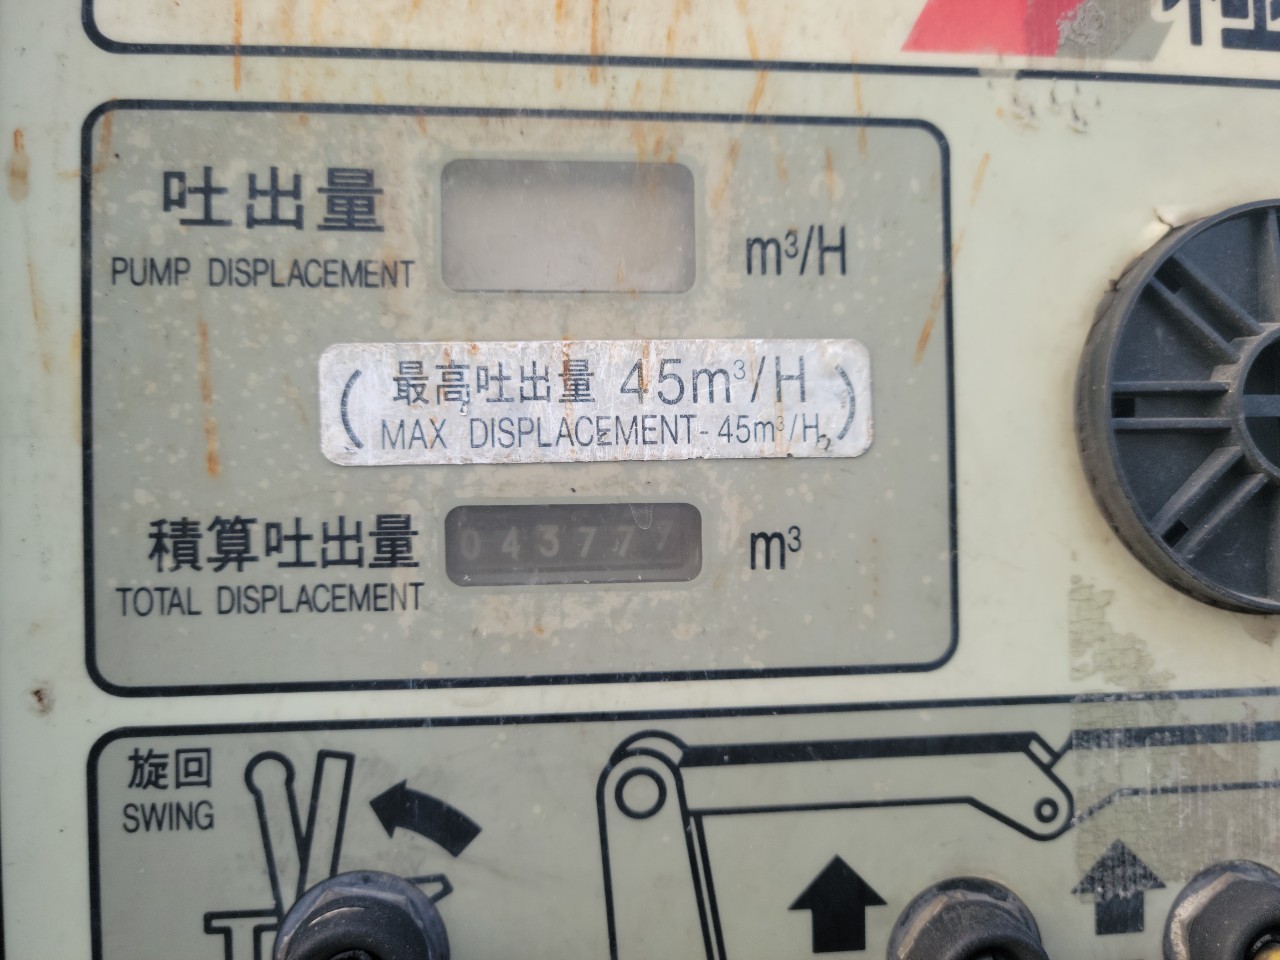 吐出量
PUMP DISPLACEMENT
m³/H
(最高吐出量 45m³/H
MAX DISPLACEMENT-45m³/H)
積算吐出量
TOTAL DISPLACEMENT
043777
m³
旋回
SWING